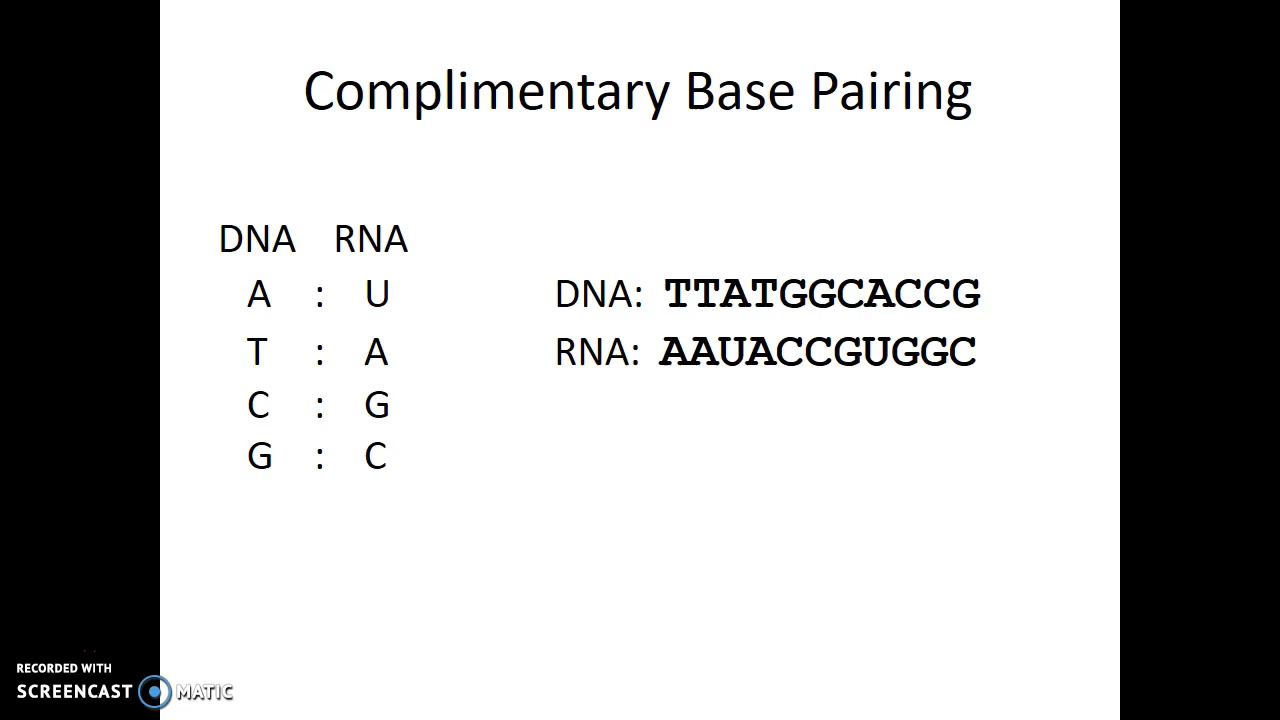 Complimentary Base Pairing
DNA RNA
A : U
T : A
C : G
G : C
DNA: TTATGGCACCG
RNA: AAUACCGUGGC
RECORDED WITH
SCREENCAST MATIC